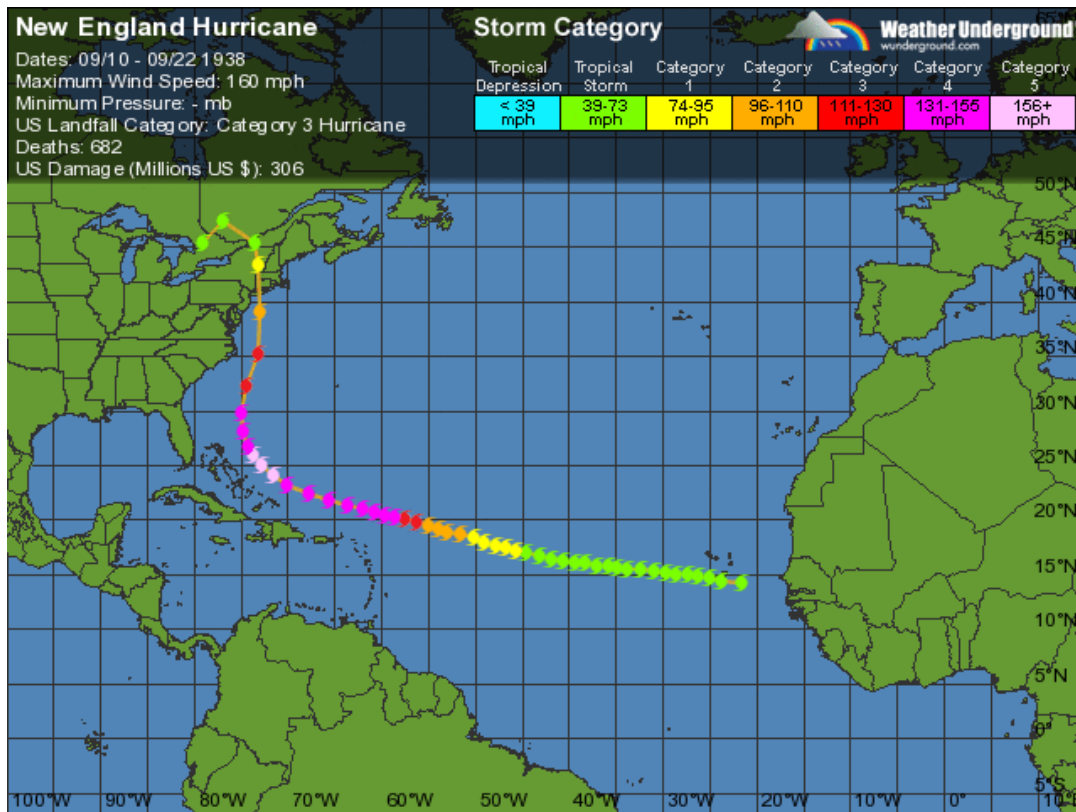 New England Hurricane
Dates: 09/10 - 09/22 1938
Maximum Wind Speed: 160 mph
Minimum Pressure: - mb
US Landfall Category: Category 3 Hurricane
Deaths: 682
US Damage (Millions US $): 306
Storm Category
Weather Underground
wunderground.com
Tropical Depression
Tropical Storm
Category 1
Category 2
Category 3
Category 4
Category 5
< 39 mph
39-73 mph
74-95 mph
96-110 mph
111-130 mph
131-155 mph
156+ mph
50°N
45°N
40°N
35°N
30°N
25°N
20°N
15°N
10°N
5°N
0°
5°S
100°W 90°W 80°W 70°W 60°W 50°W 40°W 30°W 20°W 10°W 0° 10°E